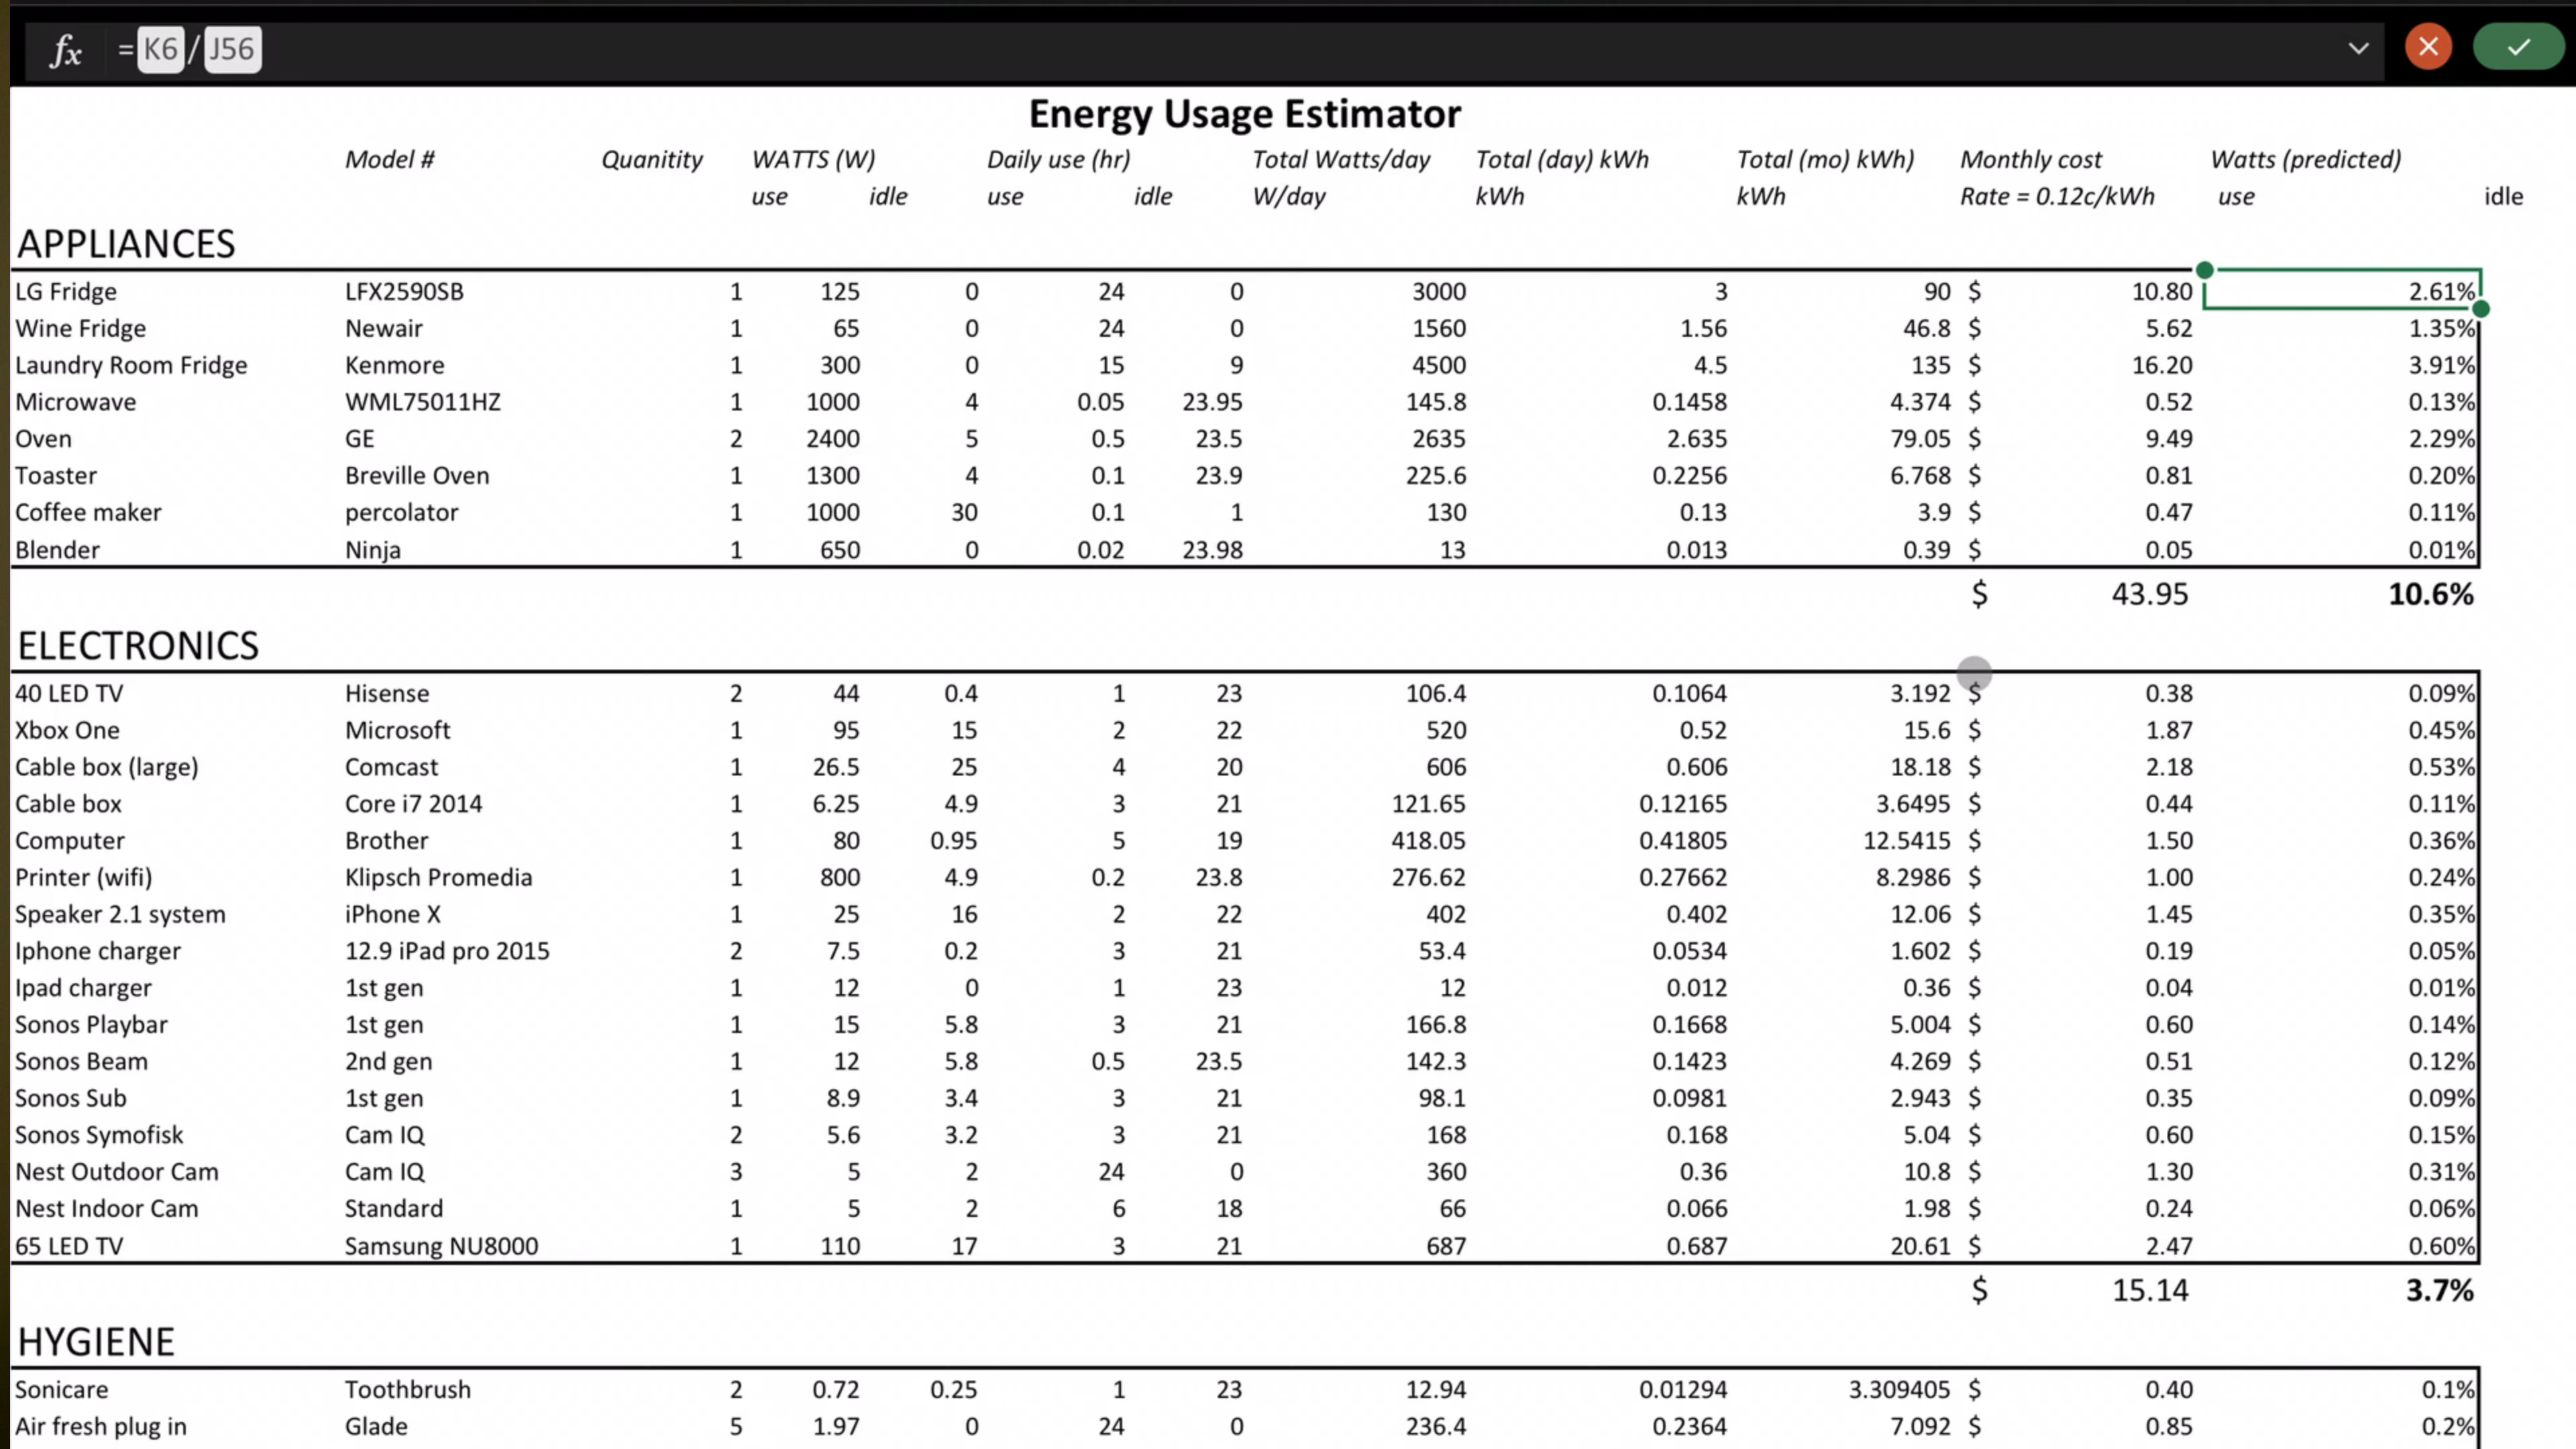 fx =K6/J56
Energy Usage Estimator
Model # Quanitity WATTS (W) Daily use (hr) Total Watts/day Total (day) kWh Total (mo) kWh) Monthly cost Watts (predicted)
use idle use idle W/day kWh kWh Rate = 0.12c/kWh use idle
APPLIANCES
LG Fridge LFX2590SB 1 125 0 24 0 3000 3 90 $ 10.80 2.61%
Wine Fridge Newair 1 65 0 24 0 1560 1.56 46.8 $ 5.62 1.35%
Laundry Room Fridge Kenmore 1 300 0 15 9 4500 4.5 135 $ 16.20 3.91%
Microwave WML75011HZ 1 1000 4 0.05 23.95 145.8 0.1458 4.374 $ 0.52 0.13%
Oven GE 2 2400 5 0.5 23.5 2635 2.635 79.05 $ 9.49 2.29%
Toaster Breville Oven 1 1300 4 0.1 23.9 225.6 0.2256 6.768 $ 0.81 0.20%
Coffee maker percolator 1 1000 30 0.1 1 130 0.13 3.9 $ 0.47 0.11%
Blender Ninja 1 650 0 0.02 23.98 13 0.013 0.39 $ 0.05 0.01%
$ 43.95 10.6%
ELECTRONICS
40 LED TV Hisense 2 44 0.4 1 23 106.4 0.1064 3.192 $ 0.38 0.09%
Xbox One Microsoft 1 95 15 2 22 520 0.52 15.6 $ 1.87 0.45%
Cable box (large) Comcast 1 26.5 25 4 20 606 0.606 18.18 $ 2.18 0.53%
Cable box Core i7 2014 1 6.25 4.9 3 21 121.65 0.12165 3.6495 $ 0.44 0.11%
Computer Brother 1 80 0.95 5 19 418.05 0.41805 12.5415 $ 1.50 0.36%
Printer (wifi) Klipsch Promedia 1 800 4.9 0.2 23.8 276.62 0.27662 8.2986 $ 1.00 0.24%
Speaker 2.1 system iPhone X 1 25 16 2 22 402 0.402 12.06 $ 1.45 0.35%
Iphone charger 12.9 iPad pro 2015 2 7.5 0.2 3 21 53.4 0.0534 1.602 $ 0.19 0.05%
Ipad charger 1st gen 1 12 0 1 23 12 0.012 0.36 $ 0.04 0.01%
Sonos Playbar 1st gen 1 15 5.8 3 21 166.8 0.1668 5.004 $ 0.60 0.14%
Sonos Beam 2nd gen 1 12 5.8 0.5 23.5 142.3 0.1423 4.269 $ 0.51 0.12%
Sonos Sub 1st gen 1 8.9 3.4 3 21 98.1 0.0981 2.943 $ 0.35 0.09%
Sonos Symofisk Cam IQ 2 5.6 3.2 3 21 168 0.168 5.04 $ 0.60 0.15%
Nest Outdoor Cam Cam IQ 3 5 2 24 0 360 0.36 10.8 $ 1.30 0.31%
Nest Indoor Cam Standard 1 5 2 6 18 66 0.066 1.98 $ 0.24 0.06%
65 LED TV Samsung NU8000 1 110 17 3 21 687 0.687 20.61 $ 2.47 0.60%
$ 15.14 3.7%
HYGIENE
Sonicare Toothbrush 2 0.72 0.25 1 23 12.94 0.01294 3.309405 $ 0.40 0.1%
Air fresh plug in Glade 5 1.97 0 24 0 236.4 0.2364 7.092 $ 0.85 0.2%